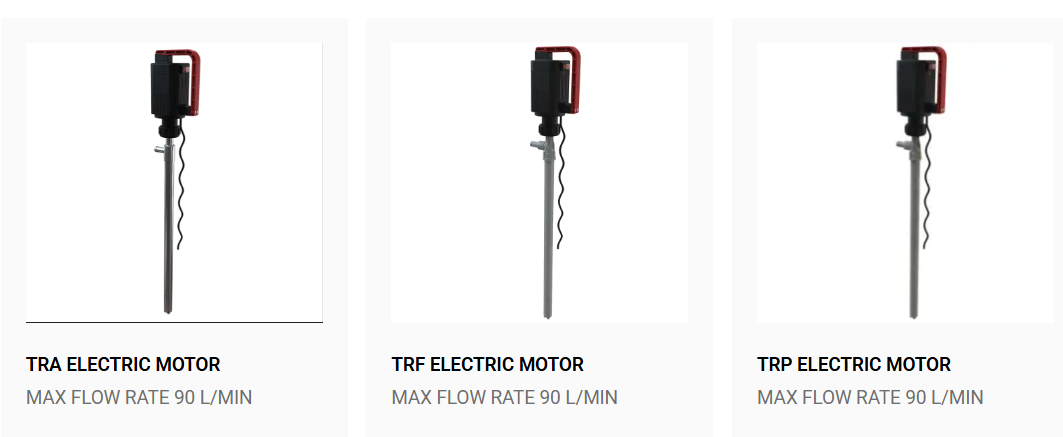 TRA ELECTRIC MOTOR
MAX FLOW RATE 90 L/MIN
TRF ELECTRIC MOTOR
MAX FLOW RATE 90 L/MIN
TRP ELECTRIC MOTOR
MAX FLOW RATE 90 L/MIN